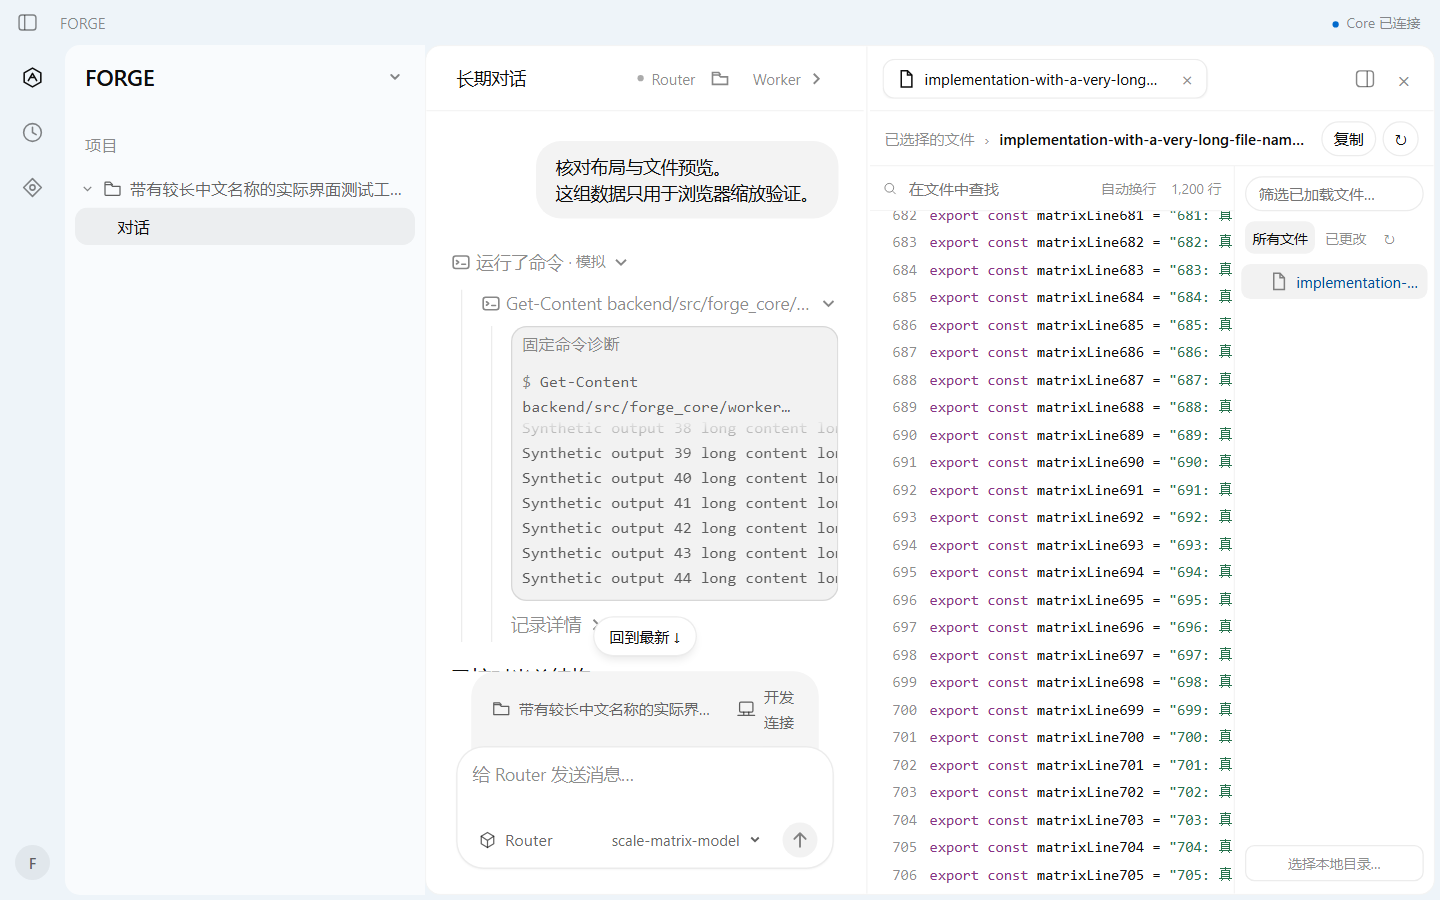 FORGE
Core 已连接
FORGE
项目
带有较长中文名称的实际界面测试工...
对话
F
长期对话
Router
Worker
核对布局与文件预览。
这组数据只用于浏览器缩放验证。
运行了命令 · 模拟
Get-Content backend/src/forge_core/...
固定命令诊断
$ Get-Content
backend/src/forge_core/worker…
Synthetic output 38 long content lon
Synthetic output 39 long content lon
Synthetic output 40 long content lon
Synthetic output 41 long content lon
Synthetic output 42 long content lon
Synthetic output 43 long content lon
Synthetic output 44 long content lon
记录详情
回到最新 ↓
带有较长中文名称的实际界...
开发
连接
给 Router 发送消息...
Router
scale-matrix-model
implementation-with-a-very-long...
已选择的文件 › implementation-with-a-very-long-file-nam...
复制
在文件中查找
自动换行
1,200 行
682 export const matrixLine681 = "681: 真
683 export const matrixLine682 = "682: 真
684 export const matrixLine683 = "683: 真
685 export const matrixLine684 = "684: 真
686 export const matrixLine685 = "685: 真
687 export const matrixLine686 = "686: 真
688 export const matrixLine687 = "687: 真
689 export const matrixLine688 = "688: 真
690 export const matrixLine689 = "689: 真
691 export const matrixLine690 = "690: 真
692 export const matrixLine691 = "691: 真
693 export const matrixLine692 = "692: 真
694 export const matrixLine693 = "693: 真
695 export const matrixLine694 = "694: 真
696 export const matrixLine695 = "695: 真
697 export const matrixLine696 = "696: 真
698 export const matrixLine697 = "697: 真
699 export const matrixLine698 = "698: 真
700 export const matrixLine699 = "699: 真
701 export const matrixLine700 = "700: 真
702 export const matrixLine701 = "701: 真
703 export const matrixLine702 = "702: 真
704 export const matrixLine703 = "703: 真
705 export const matrixLine704 = "704: 真
706 export const matrixLine705 = "705: 真
筛选已加载文件...
所有文件
已更改
implementation-...
选择本地目录...